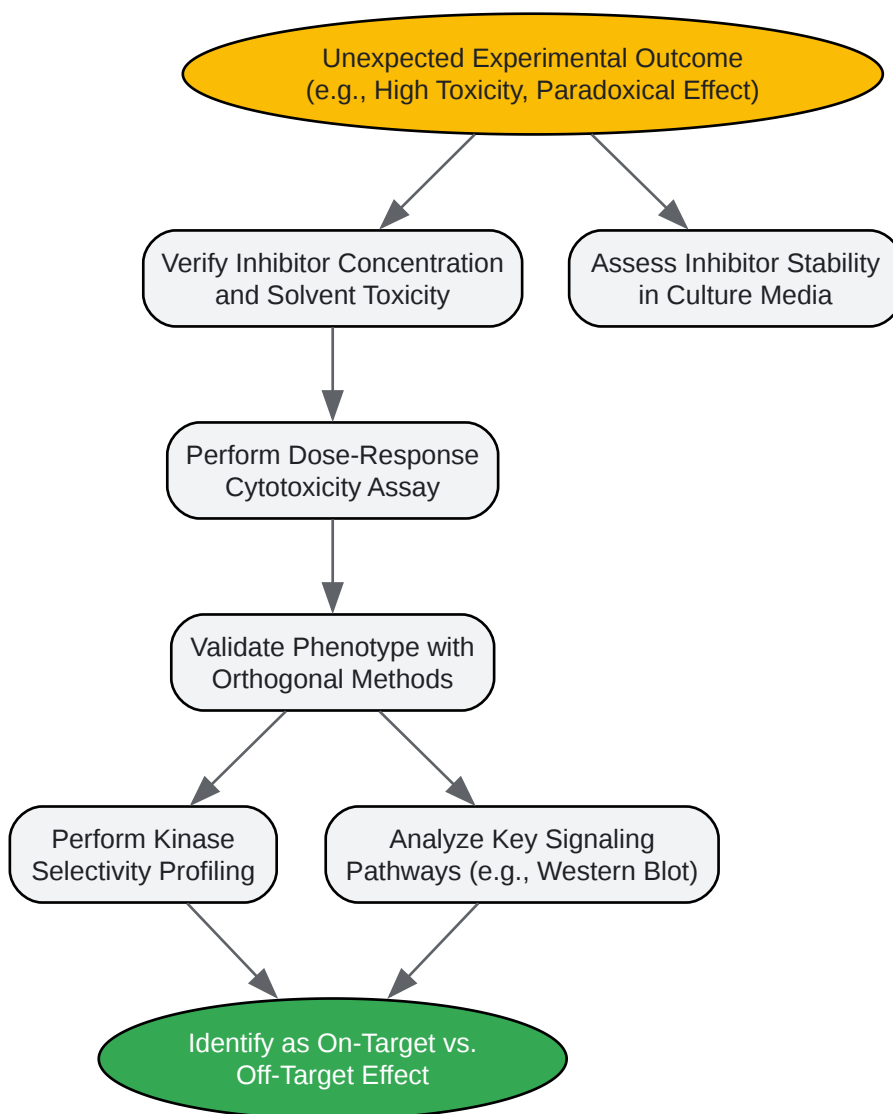 Unexpected Experimental Outcome
(e.g., High Toxicity, Paradoxical Effect)
Verify Inhibitor Concentration
and Solvent Toxicity
Assess Inhibitor Stability
in Culture Media
Perform Dose-Response
Cytotoxicity Assay
Validate Phenotype with
Orthogonal Methods
Perform Kinase
Selectivity Profiling
Analyze Key Signaling
Pathways (e.g., Western Blot)
Identify as On-Target vs.
Off-Target Effect